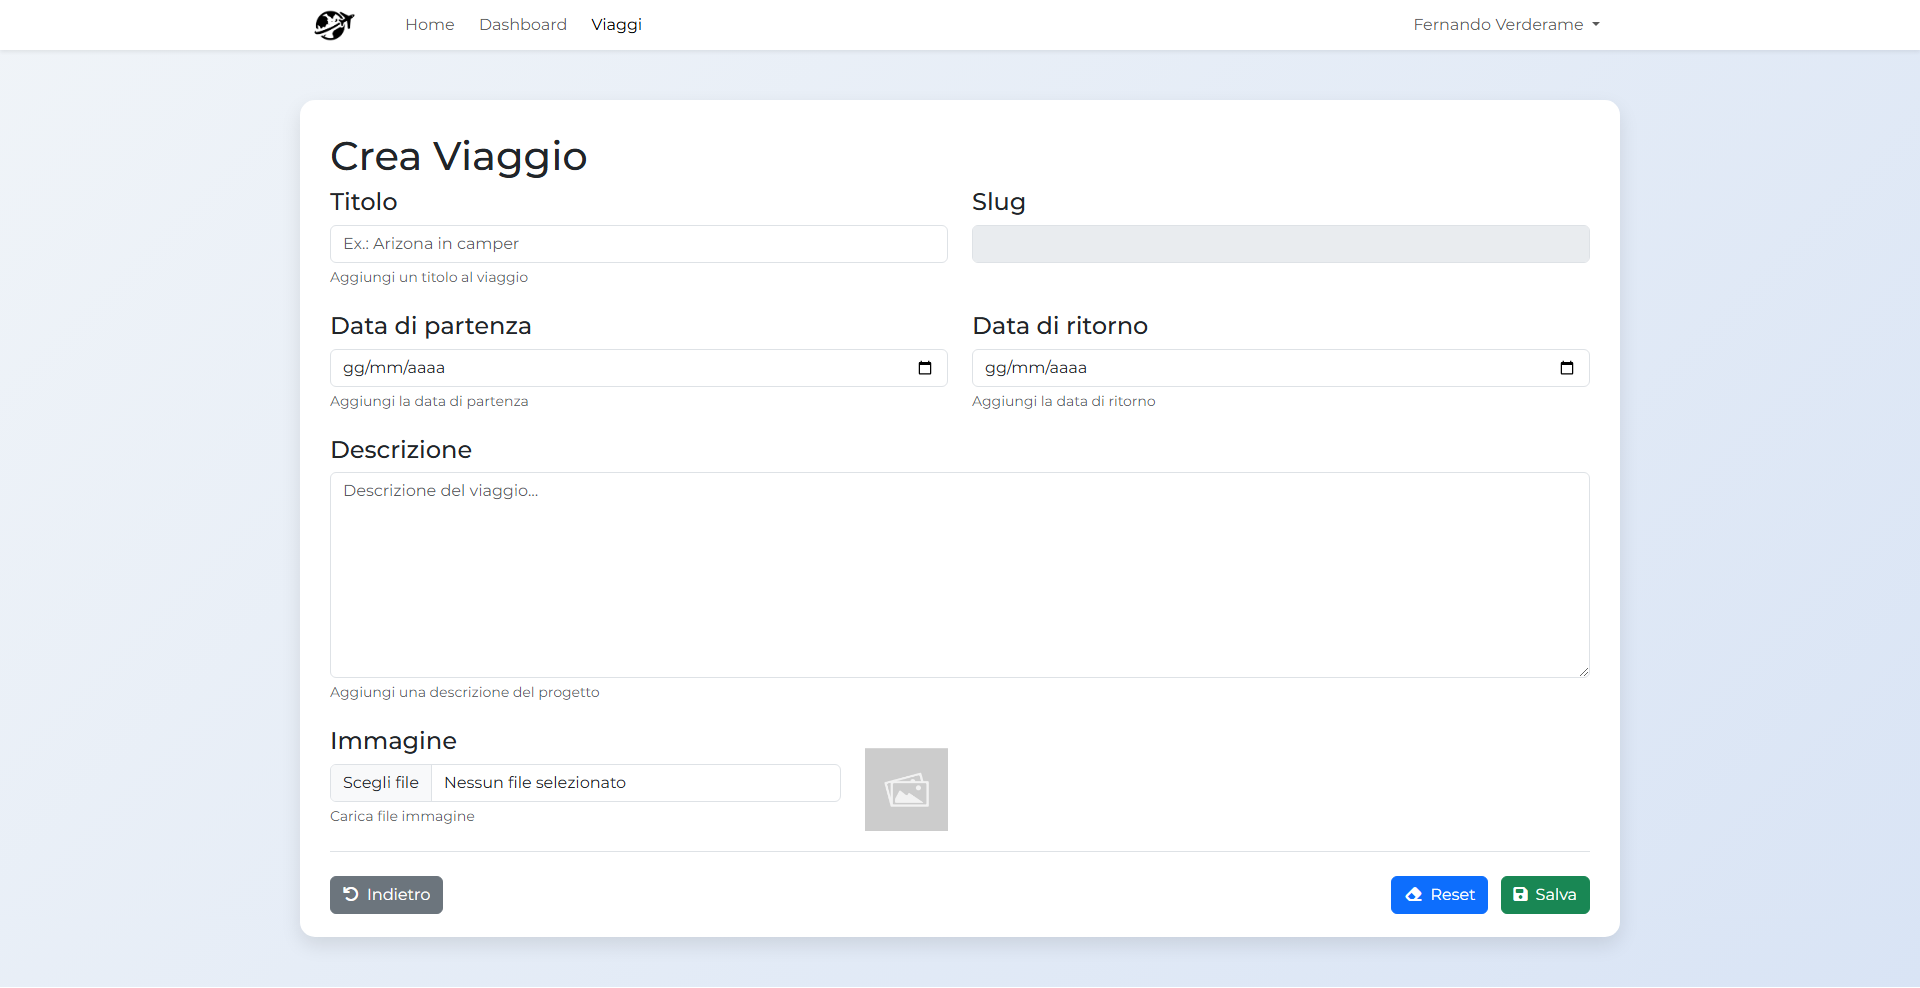 Home Dashboard Viaggi Fernando Verderame
Crea Viaggio
Titolo
Ex.: Arizona in camper
Aggiungi un titolo al viaggio
Slug
Data di partenza
gg/mm/aaaa
Aggiungi la data di partenza
Data di ritorno
gg/mm/aaaa
Aggiungi la data di ritorno
Descrizione
Descrizione del viaggio...
Aggiungi una descrizione del progetto
Immagine
Scegli file Nessun file selezionato
Carica file immagine
Indietro Reset Salva